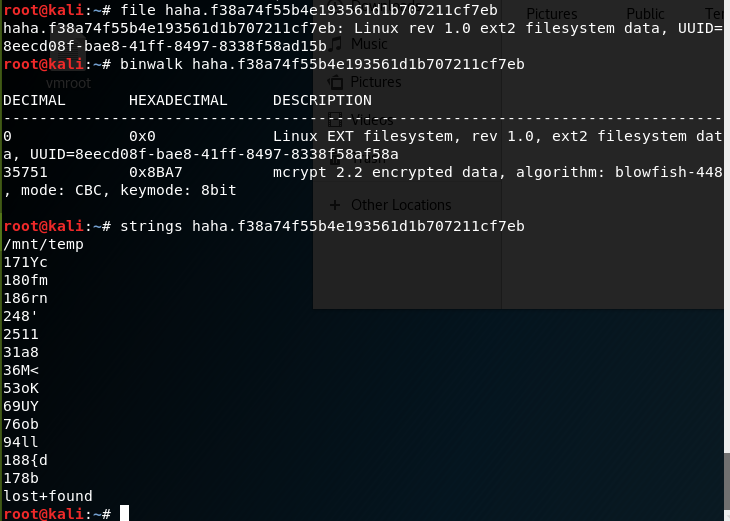 root@kali:~# file haha.f38a74f55b4e193561d1b707211cf7eb
haha.f38a74f55b4e193561d1b707211cf7eb: Linux rev 1.0 ext2 filesystem data, UUID=
8eecd08f-bae8-41ff-8497-8338f58ad15b
root@kali:~# binwalk haha.f38a74f55b4e193561d1b707211cf7eb
DECIMAL HEXADECIMAL DESCRIPTION
--------------------------------------------------------------------------------
0 0x0 Linux EXT filesystem, rev 1.0, ext2 filesystem dat
a, UUID=8eecd08f-bae8-41ff-8497-8338f58af58a
35751 0x8BA7 mcrypt 2.2 encrypted data, algorithm: blowfish-448
, mode: CBC, keymode: 8bit
root@kali:~# strings haha.f38a74f55b4e193561d1b707211cf7eb
/mnt/temp
171Yc
180fm
186rn
248'
2511
31a8
36M<
53oK
69UY
76ob
94ll
188{d
178b
lost+found
root@kali:~#
vmroot
Music
Pictures
Videos
Other Locations
Pictures
Public
Te